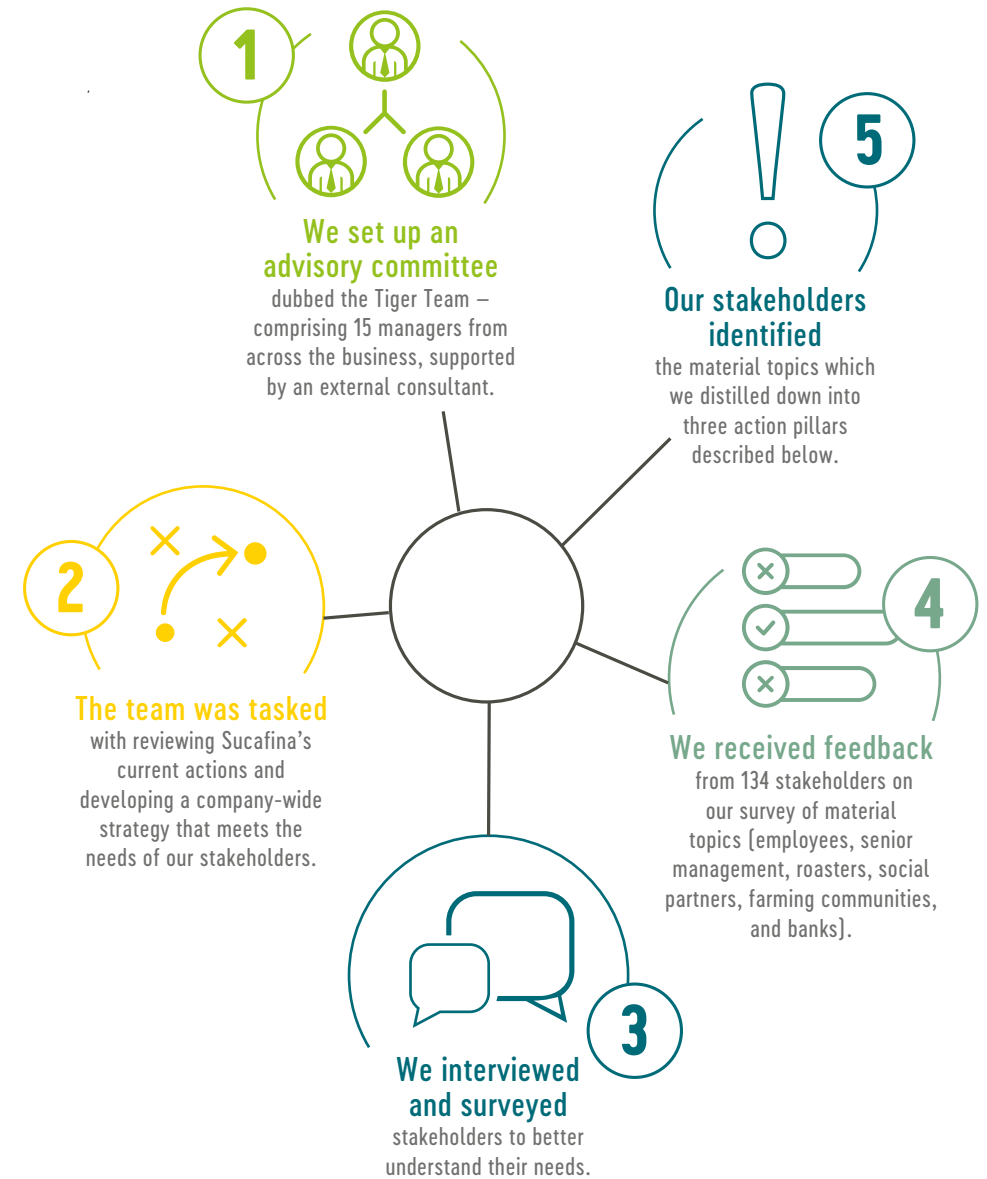 1
We set up an
advisory committee
dubbed the Tiger Team –
comprising 15 managers from
across the business, supported
by an external consultant.
2
The team was tasked
with reviewing Sucafina’s
current actions and
developing a company-wide
strategy that meets the
needs of our stakeholders.
3
We interviewed
and surveyed
stakeholders to better
understand their needs.
4
We received feedback
from 134 stakeholders on
our survey of material
topics (employees, senior
management, roasters, social
partners, farming communities,
and banks).
5
Our stakeholders
identified
the material topics which
we distilled down into
three action pillars
described below.